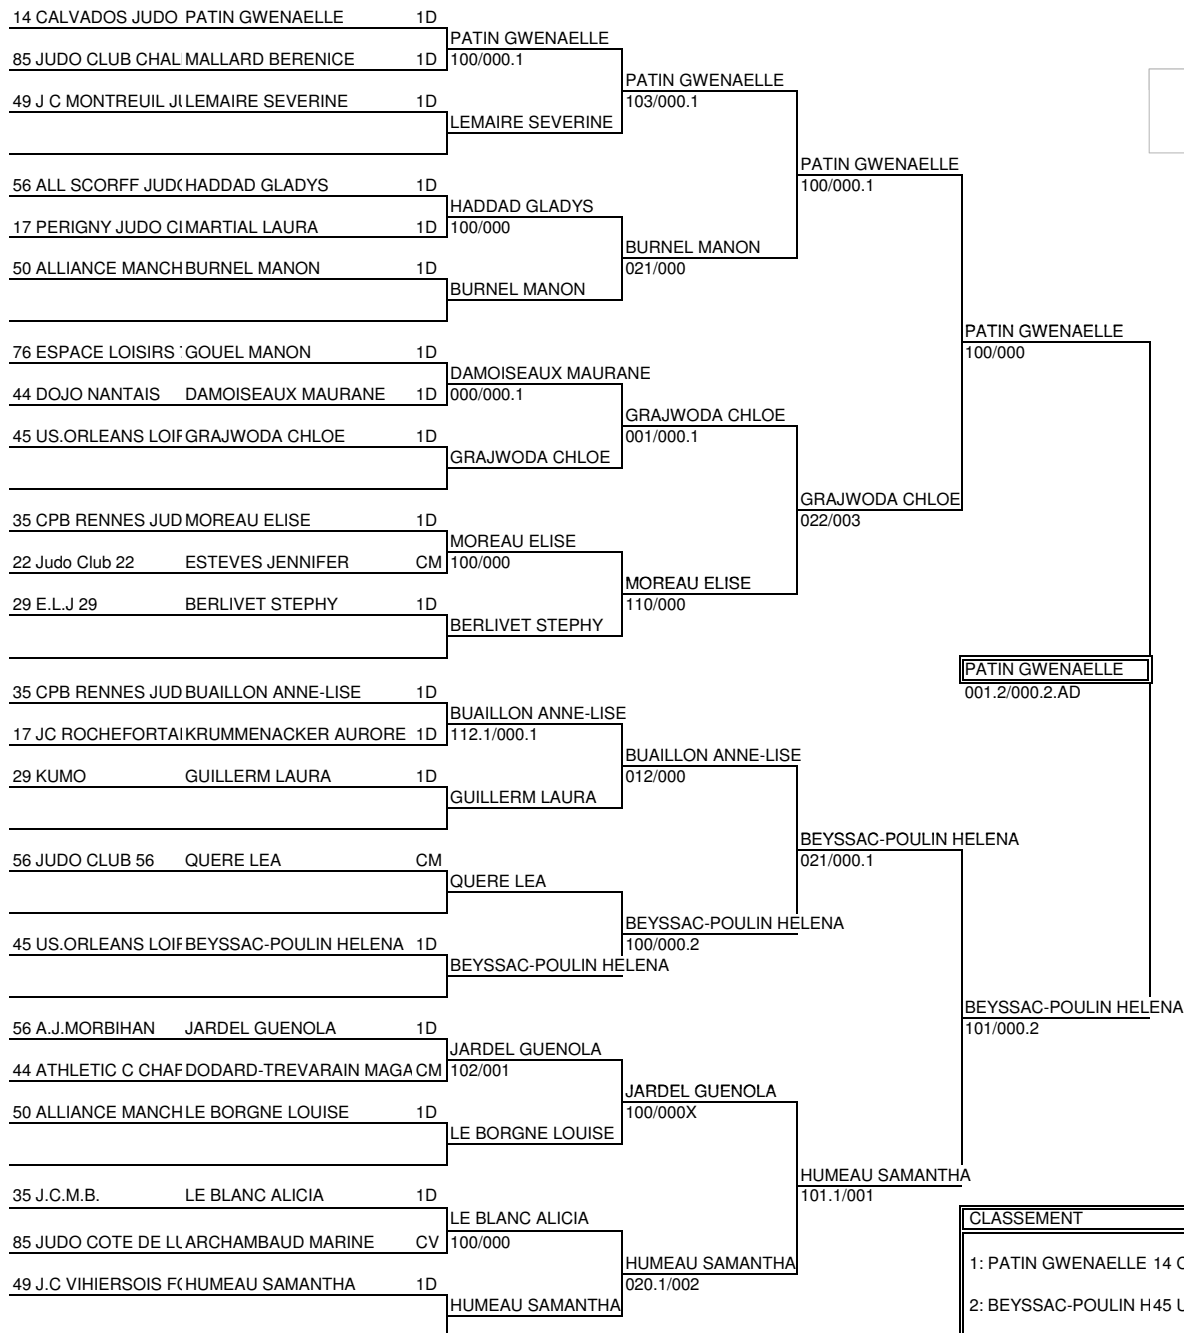 14 CALVADOS JUDO PATIN GWENAELLE 1D
PATIN GWENAELLE
85 JUDO CLUB CHAL MALLARD BERENICE 1D 100/000.1
PATIN GWENAELLE
49 J C MONTREUIL JU LEMAIRE SEVERINE 1D 103/000.1
LEMAIRE SEVERINE
PATIN GWENAELLE
56 ALL SCORFF JUD HADDAD GLADYS 1D 100/000.1
HADDAD GLADYS
17 PERIGNY JUDO MARTIAL LAURA 1D 100/000
BURNEL MANON
50 ALLIANCE MANCH BURNEL MANON 1D 021/000
BURNEL MANON
PATIN GWENAELLE
76 ESPACE LOISIRS GOUEL MANON 1D 100/000
DAMOISEAUX MAURANE
44 DOJO NANTAIS DAMOISEAUX MAURANE 1D 000/000.1
GRAJWODA CHLOE
45 US.ORLEANS LOI GRAJWODA CHLOE 1D 001/000.1
GRAJWODA CHLOE
GRAJWODA CHLOE
35 CPB RENNES JUD MOREAU ELISE 1D 022/003
MOREAU ELISE
22 Judo Club 22 ESTEVES JENNIFER CM 100/000
MOREAU ELISE
29 E.L.J 29 BERLIVET STEPHY 1D 110/000
BERLIVET STEPHY
PATIN GWENAELLE
35 CPB RENNES JUD BUAILLON ANNE-LISE 1D 001.2/000.2.AD
BUAILLON ANNE-LISE
17 JC ROCHEFORTAI KRUMMENACKER AURORE 1D 112.1/000.1
BUAILLON ANNE-LISE
29 KUMO GUILLERM LAURA 1D 012/000
GUILLERM LAURA
BEYSSAC-POULIN HELENA
56 JUDO CLUB 56 QUERE LEA CM 021/000.1
QUERE LEA
BEYSSAC-POULIN HELENA
45 US.ORLEANS LOI BEYSSAC-POULIN HELENA 1D 100/000.2
BEYSSAC-POULIN HELENA
BEYSSAC-POULIN HELENA
56 A.J.MORBIHAN JARDEL GUENOLA 1D 101/000.2
JARDEL GUENOLA
44 ATHLETIC C CHA DODARD-TREVARAIN MAGA CM 102/001
JARDEL GUENOLA
50 ALLIANCE MANCH LE BORGNE LOUISE 1D 100/000X
LE BORGNE LOUISE
HUMEAU SAMANTHA
35 J.C.M.B. LE BLANC ALICIA 1D 101.1/001
LE BLANC ALICIA CLASSEMENT
85 JUDO COTE DE LU ARCHAMBAUD MARINE CV 100/000
HUMEAU SAMANTHA 1: PATIN GWENAELLE 14 C
49 J.C VIHIERSOIS F HUMEAU SAMANTHA 1D 020.1/002
HUMEAU SAMANTHA 2: BEYSSAC-POULIN H 45 U